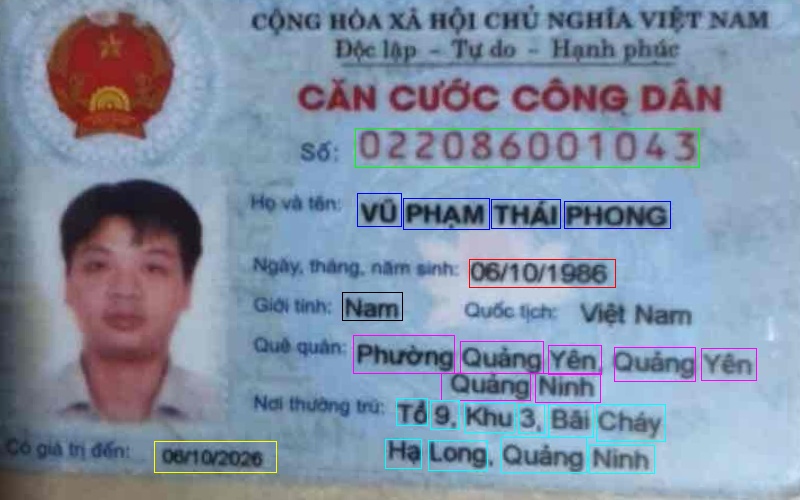 CỘNG HÒA XÃ HỘI CHỦ NGHĨA VIỆT NAM
Độc lập - Tự do - Hạnh phúc
CĂN CƯỚC CÔNG DÂN
Số: 022086001043
Họ và tên: VŨ PHẠM THÁI PHONG
Ngày, tháng, năm sinh: 06/10/1986
Giới tính: Nam Quốc tịch: Việt Nam
Quê quán: Phường Quảng Yên, Quảng Yên
Quảng Ninh
Nơi thường trú: Tổ 9, Khu 3, Bãi Cháy
Hạ Long, Quảng Ninh
Có giá trị đến: 06/10/2026